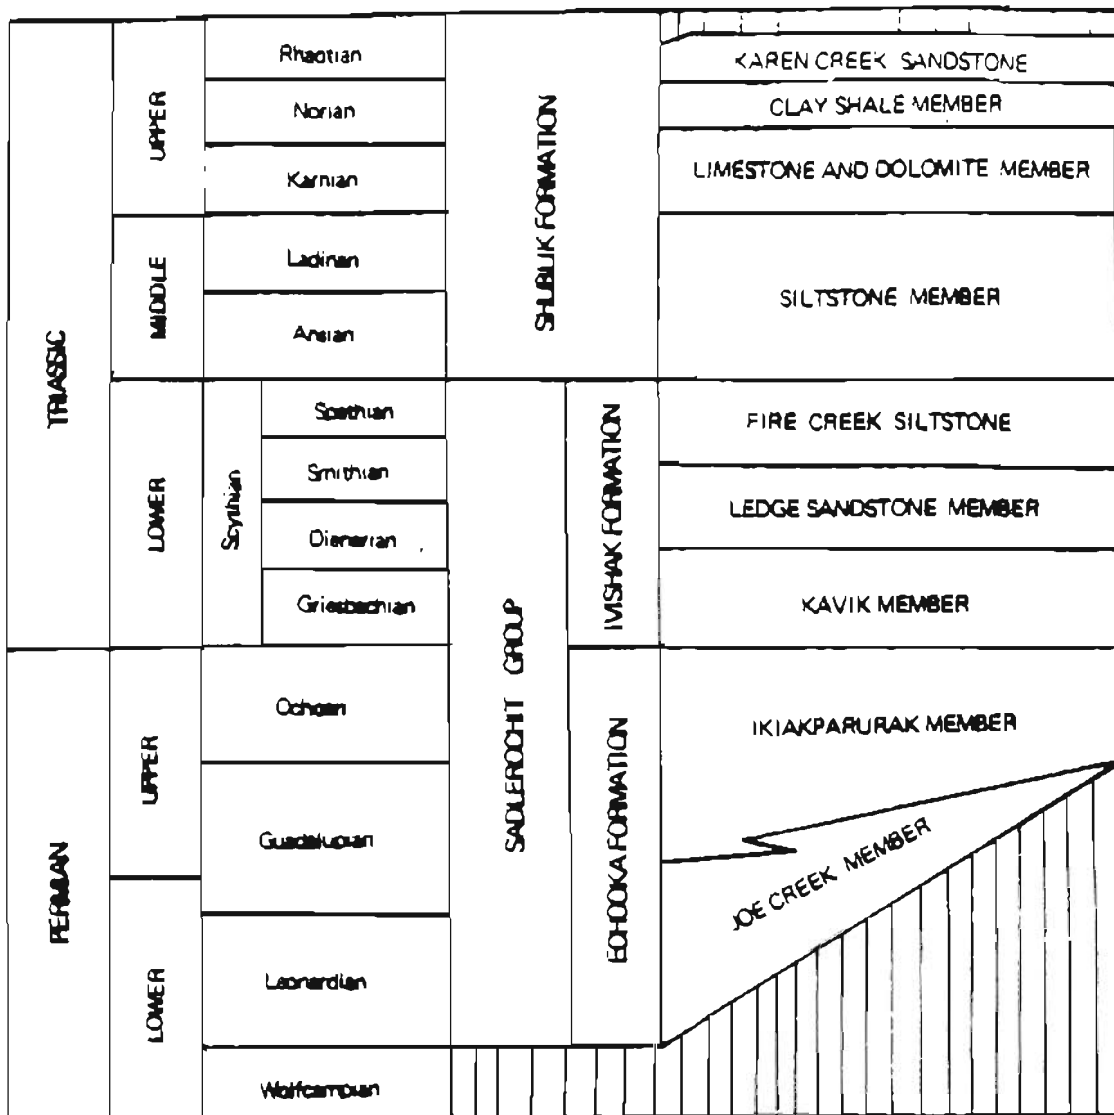 TRIASSIC
UPPER
Rhaetian
Norian
Karnian
MIDDLE
Ladinan
Ansian
LOWER
Scythian
Spathian
Smithian
Dienerian
Griesbachian
PERMIAN
UPPER
Ochoan
Guadalupian
LOWER
Leonardian
Wolfcampian
SHUBLIK FORMATION
SADLEROCHIT GROUP
IVISHAK FORMATION
ECHOOKA FORMATION
KAREN CREEK SANDSTONE
CLAY SHALE MEMBER
LIMESTONE AND DOLOMITE MEMBER
SILTSTONE MEMBER
FIRE CREEK SILTSTONE
LEDGE SANDSTONE MEMBER
KAVIK MEMBER
IKIAKPARURAK MEMBER
JOE CREEK MEMBER